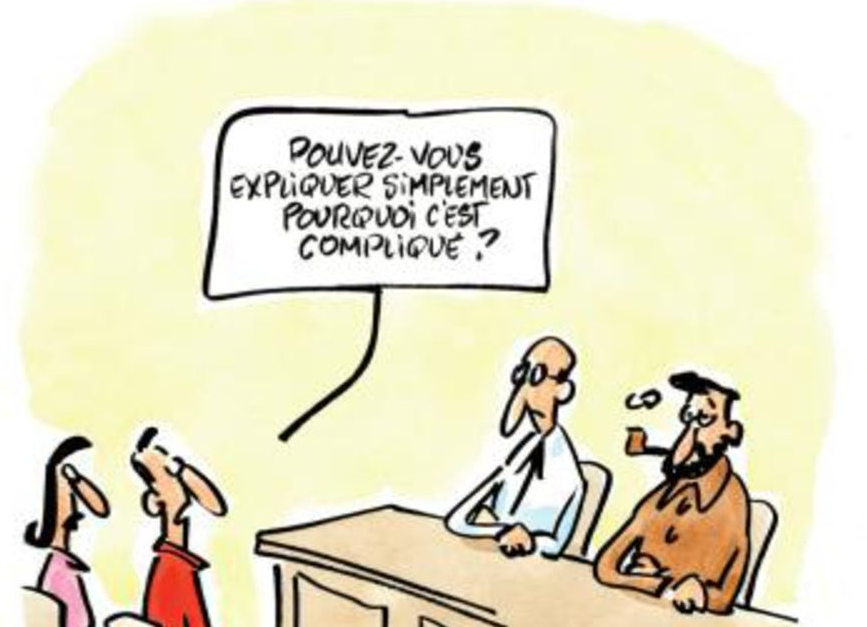 POUVEZ-VOUS
EXPLIQUER SIMPLEMENT
POURQUOI C'EST
COMPLIQUÉ ?